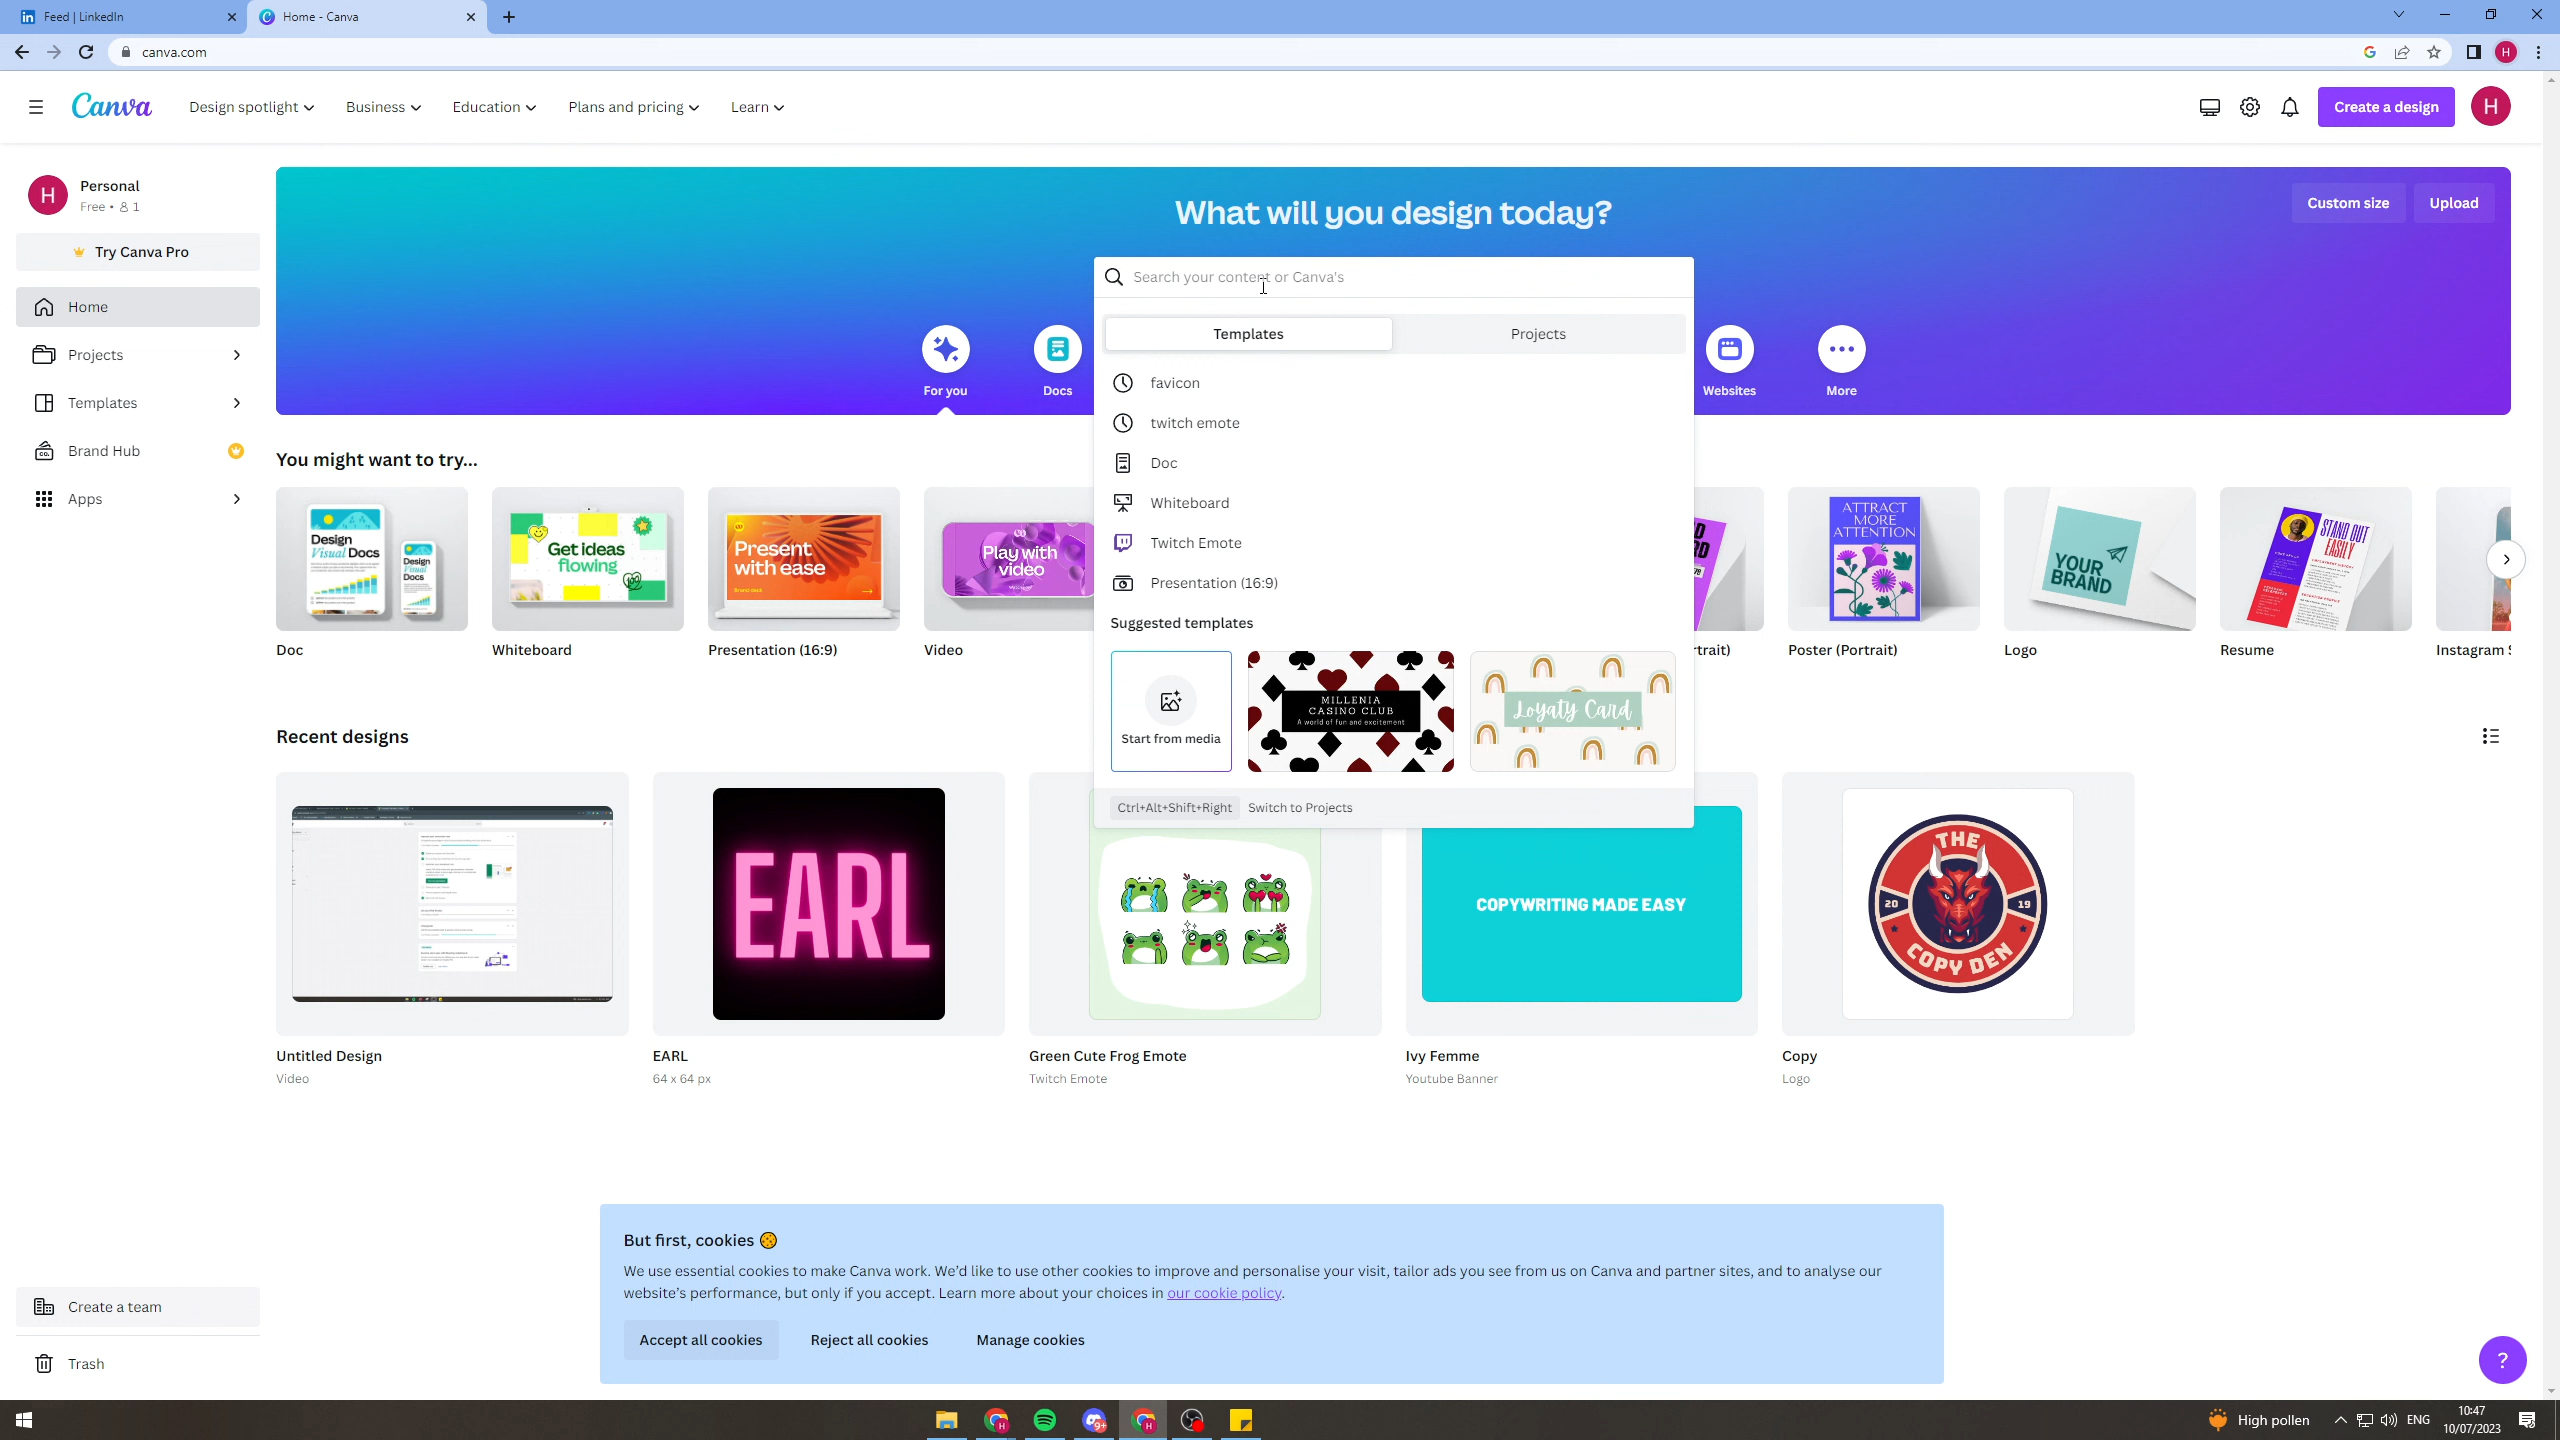 Feed | LinkedIn
Home - Canva
canva.com
H
Canva
Design spotlight
Business
Education
Plans and pricing
Learn
Create a design
H
H
Personal
Free • 1
Try Canva Pro
Home
Projects
Templates
Brand Hub
Apps
Create a team
Trash
What will you design today?
Custom size
Upload
Search your content or Canva's
Templates
Projects
favicon
twitch emote
Doc
Whiteboard
Twitch Emote
Presentation (16:9)
Suggested templates
Start from media
MILLENIA
CASINO CLUB
A world of fun and excitement
Loyalty Card
Ctrl+Alt+Shift+Right
Switch to Projects
For you
Docs
Websites
More
You might want to try...
Design
Visual Docs
Design
Visual
Docs
Get ideas
flowing
Present
with ease
Play with
video
ATTRACT
MORE
ATTENTION
YOUR
BRAND
STAND OUT
EASILY
Doc
Whiteboard
Presentation (16:9)
Video
rtrait)
Poster (Portrait)
Logo
Resume
Instagram S
Recent designs
EARL
COPYWRITING MADE EASY
THE
20
19
COPY DEN
Untitled Design
Video
EARL
64 x 64 px
Green Cute Frog Emote
Twitch Emote
Ivy Femme
Youtube Banner
Copy
Logo
But first, cookies
We use essential cookies to make Canva work. We'd like to use other cookies to improve and personalise your visit, tailor ads you see from us on Canva and partner sites, and to analyse our
website's performance, but only if you accept. Learn more about your choices in our cookie policy.
Accept all cookies
Reject all cookies
Manage cookies
?
High pollen
ENG
10:47
10/07/2023